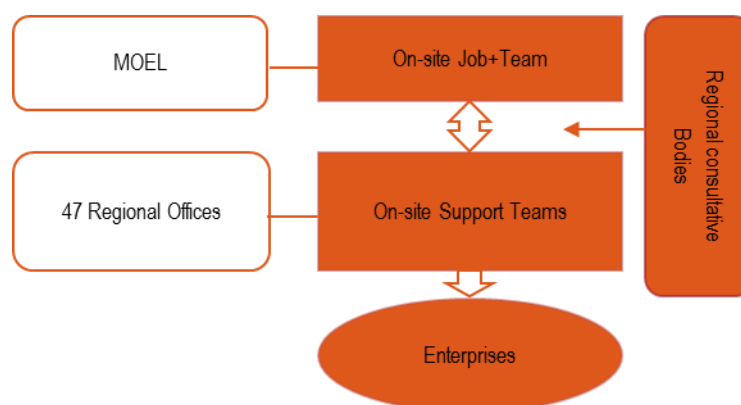 MOEL
On-site Job+Team
Regional consultative
Bodies
47 Regional Offices
On-site Support Teams
Enterprises